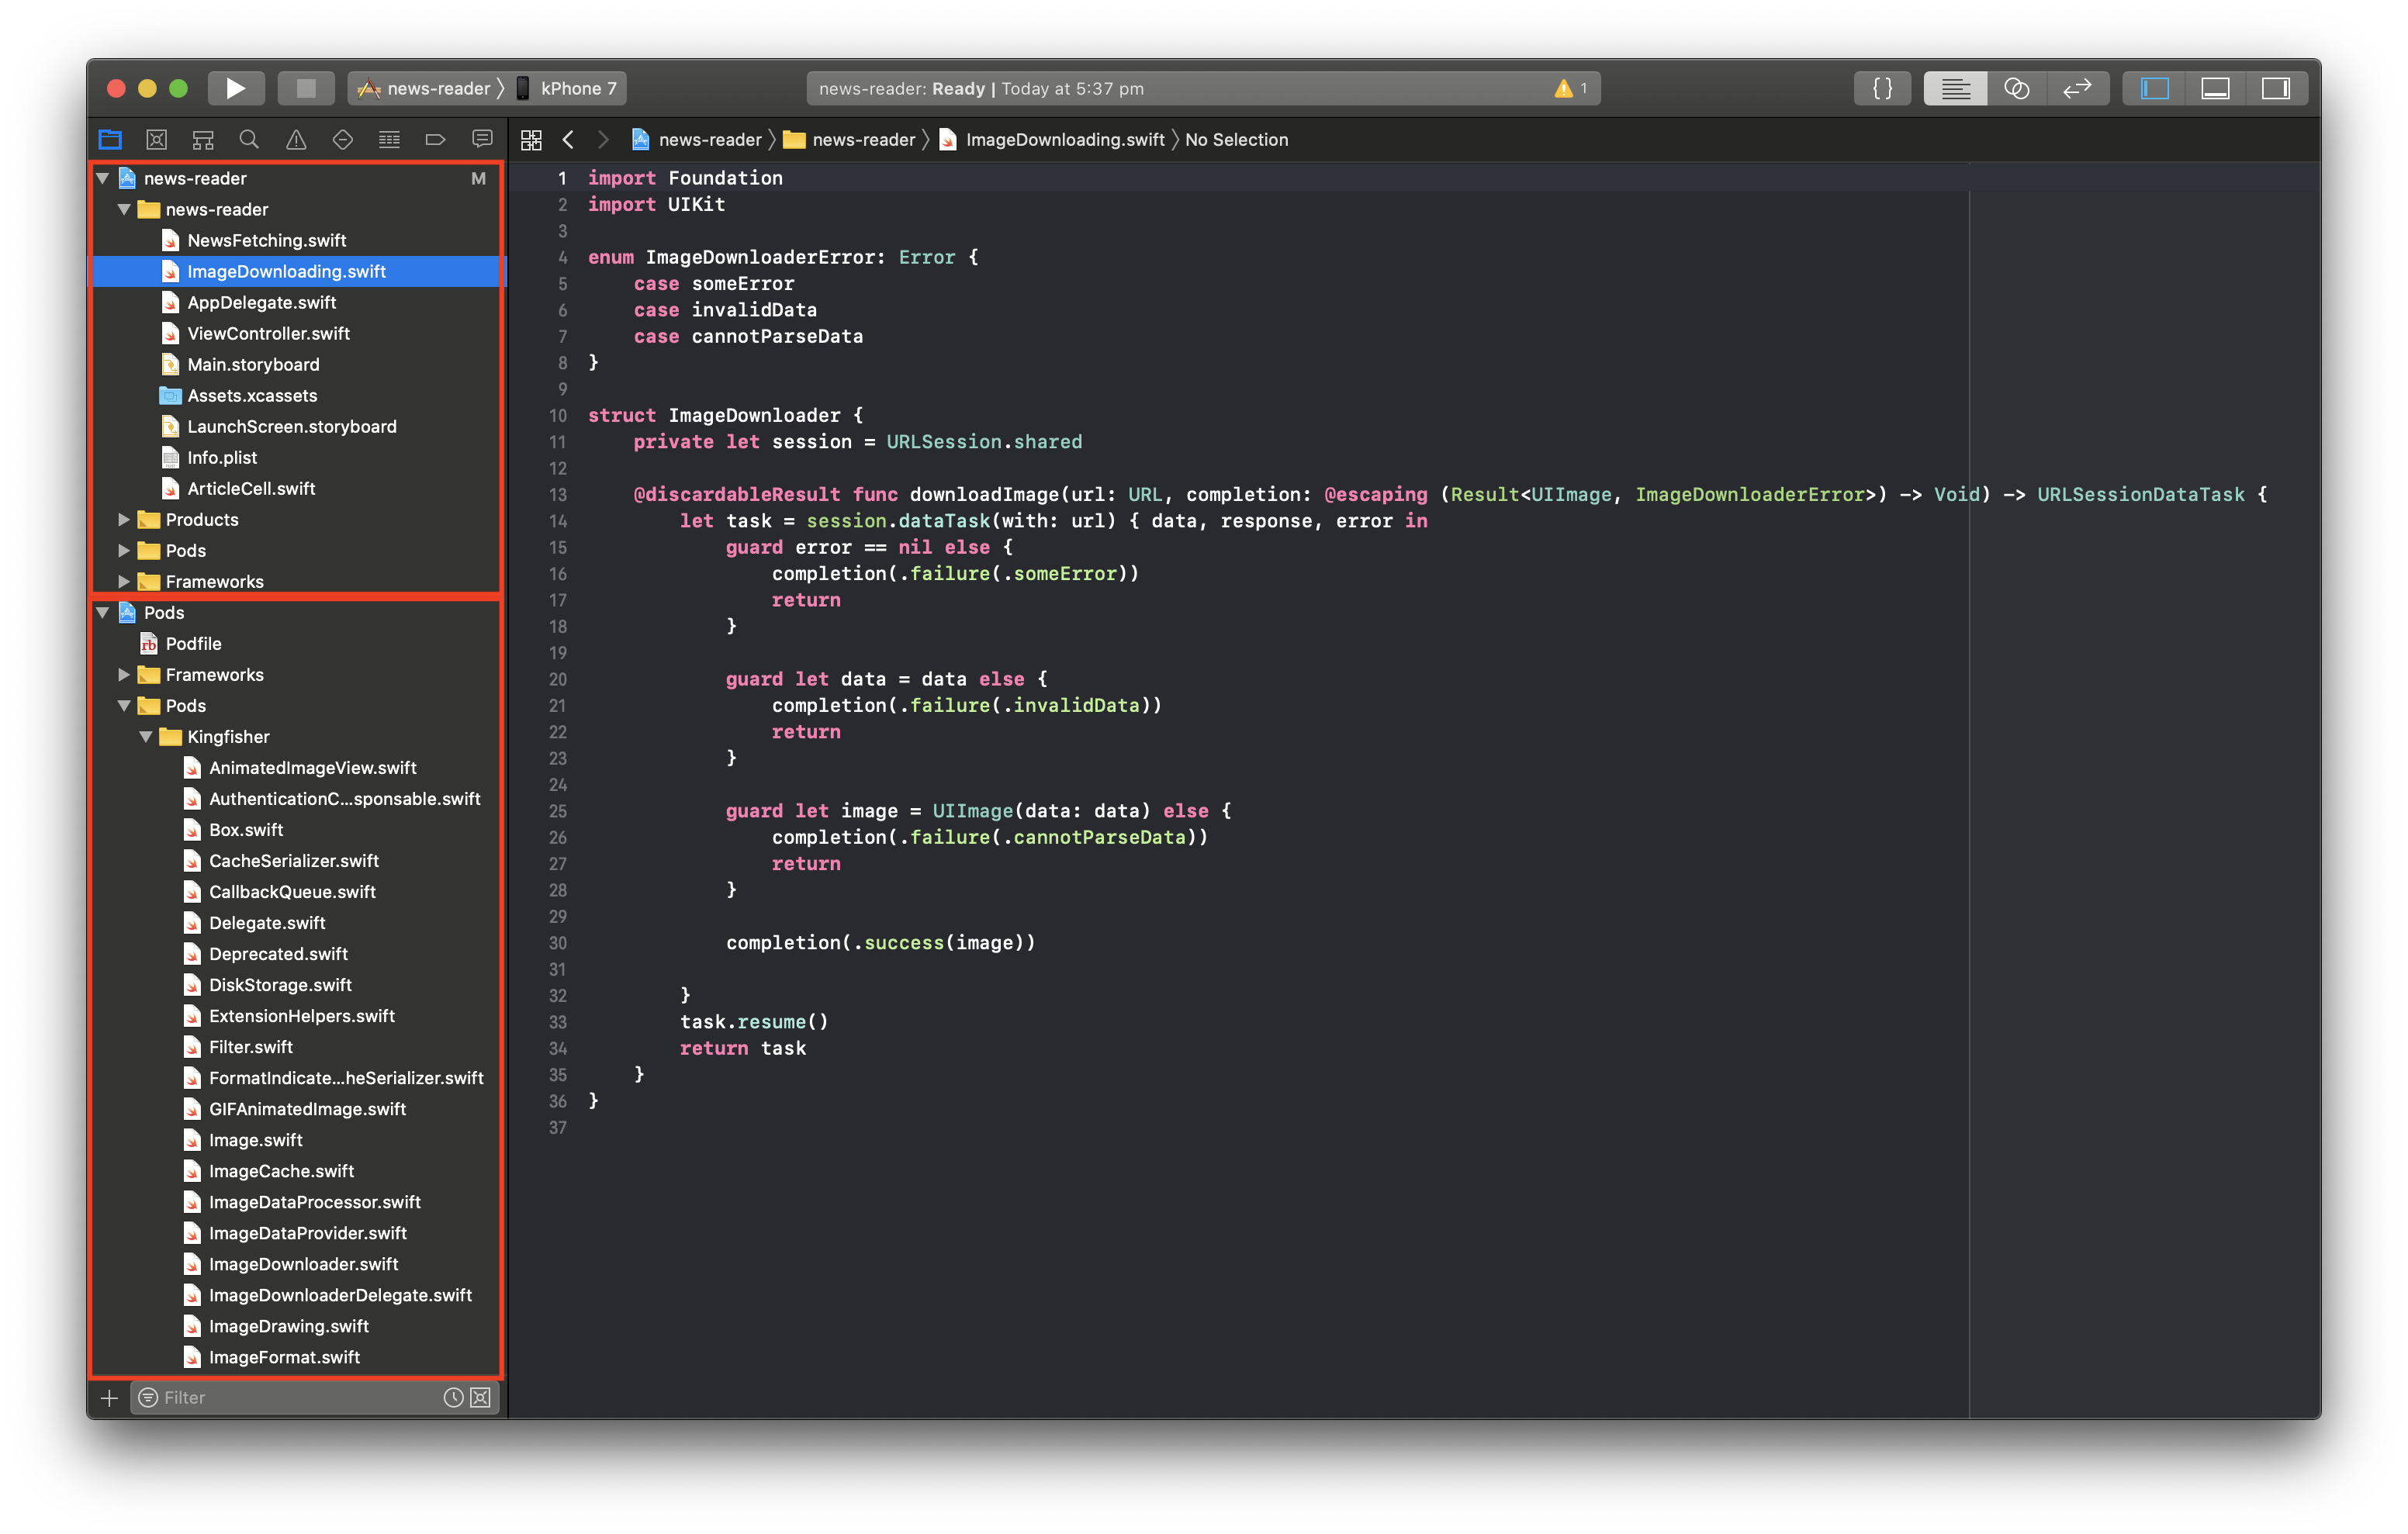 news-reader 〉 kPhone 7
news-reader: Ready | Today at 5:37 pm
1
{ }
news-reader 〉 news-reader 〉 ImageDownloading.swift 〉 No Selection
news-reader M
news-reader
NewsFetching.swift
ImageDownloading.swift
AppDelegate.swift
ViewController.swift
Main.storyboard
Assets.xcassets
LaunchScreen.storyboard
Info.plist
ArticleCell.swift
Products
Pods
Frameworks
Pods
rb Podfile
Frameworks
Pods
Kingfisher
AnimatedImageView.swift
AuthenticationC...sponsable.swift
Box.swift
CacheSerializer.swift
CallbackQueue.swift
Delegate.swift
Deprecated.swift
DiskStorage.swift
ExtensionHelpers.swift
Filter.swift
FormatIndicate...heSerializer.swift
GIFAnimatedImage.swift
Image.swift
ImageCache.swift
ImageDataProcessor.swift
ImageDataProvider.swift
ImageDownloader.swift
ImageDownloaderDelegate.swift
ImageDrawing.swift
ImageFormat.swift
Filter
1 import Foundation
2 import UIKit
3
4 enum ImageDownloaderError: Error {
5     case someError
6     case invalidData
7     case cannotParseData
8 }
9
10 struct ImageDownloader {
11     private let session = URLSession.shared
12
13     @discardableResult func downloadImage(url: URL, completion: @escaping (Result<UIImage, ImageDownloaderError>) -> Void) -> URLSessionDataTask {
14         let task = session.dataTask(with: url) { data, response, error in
15             guard error == nil else {
16                 completion(.failure(.someError))
17                 return
18             }
19
20             guard let data = data else {
21                 completion(.failure(.invalidData))
22                 return
23             }
24
25             guard let image = UIImage(data: data) else {
26                 completion(.failure(.cannotParseData))
27                 return
28             }
29
30             completion(.success(image))
31
32         }
33         task.resume()
34         return task
35     }
36 }
37